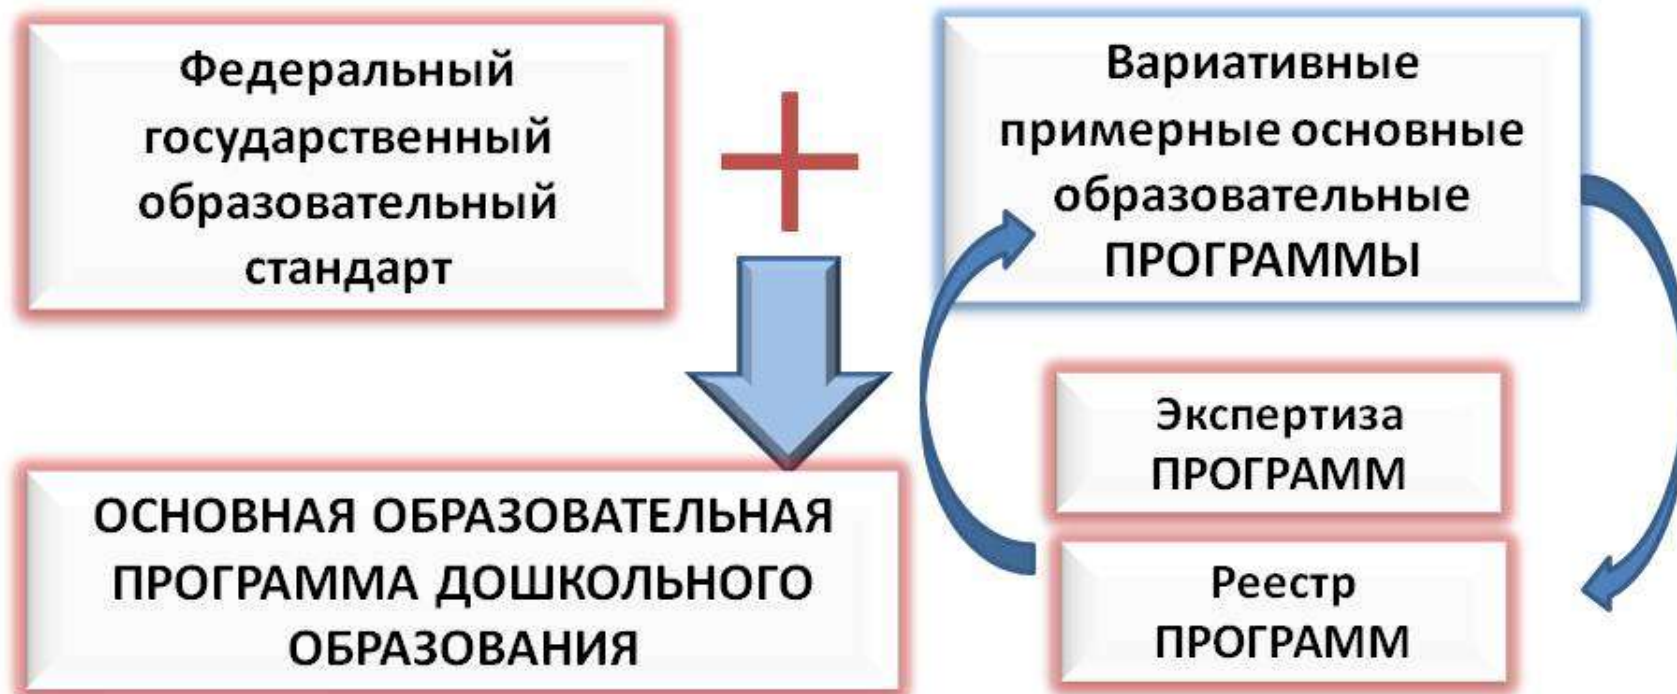 Федеральный
государственный
образовательный
стандарт
Вариативные
примерные основные
образовательные
ПРОГРАММЫ
Экспертиза
ПРОГРАММ
ОСНОВНАЯ ОБРАЗОВАТЕЛЬНАЯ
ПРОГРАММА ДОШКОЛЬНОГО
ОБРАЗОВАНИЯ
Реестр
ПРОГРАММ